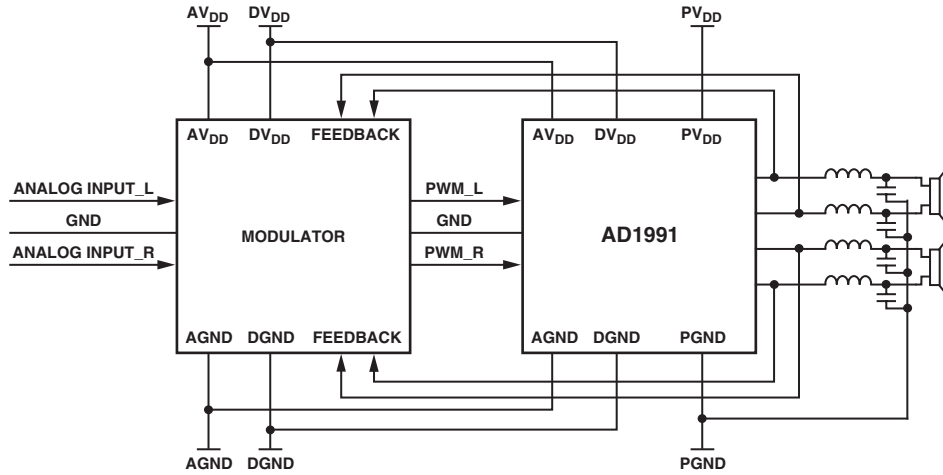 AVDD DVDD PVDD
AVDD DVDD FEEDBACK AVDD DVDD PVDD
ANALOG INPUT_L PWM_L
GND GND
MODULATOR AD1991
ANALOG INPUT_R PWM_R
AGND DGND FEEDBACK AGND DGND PGND
AGND DGND PGND